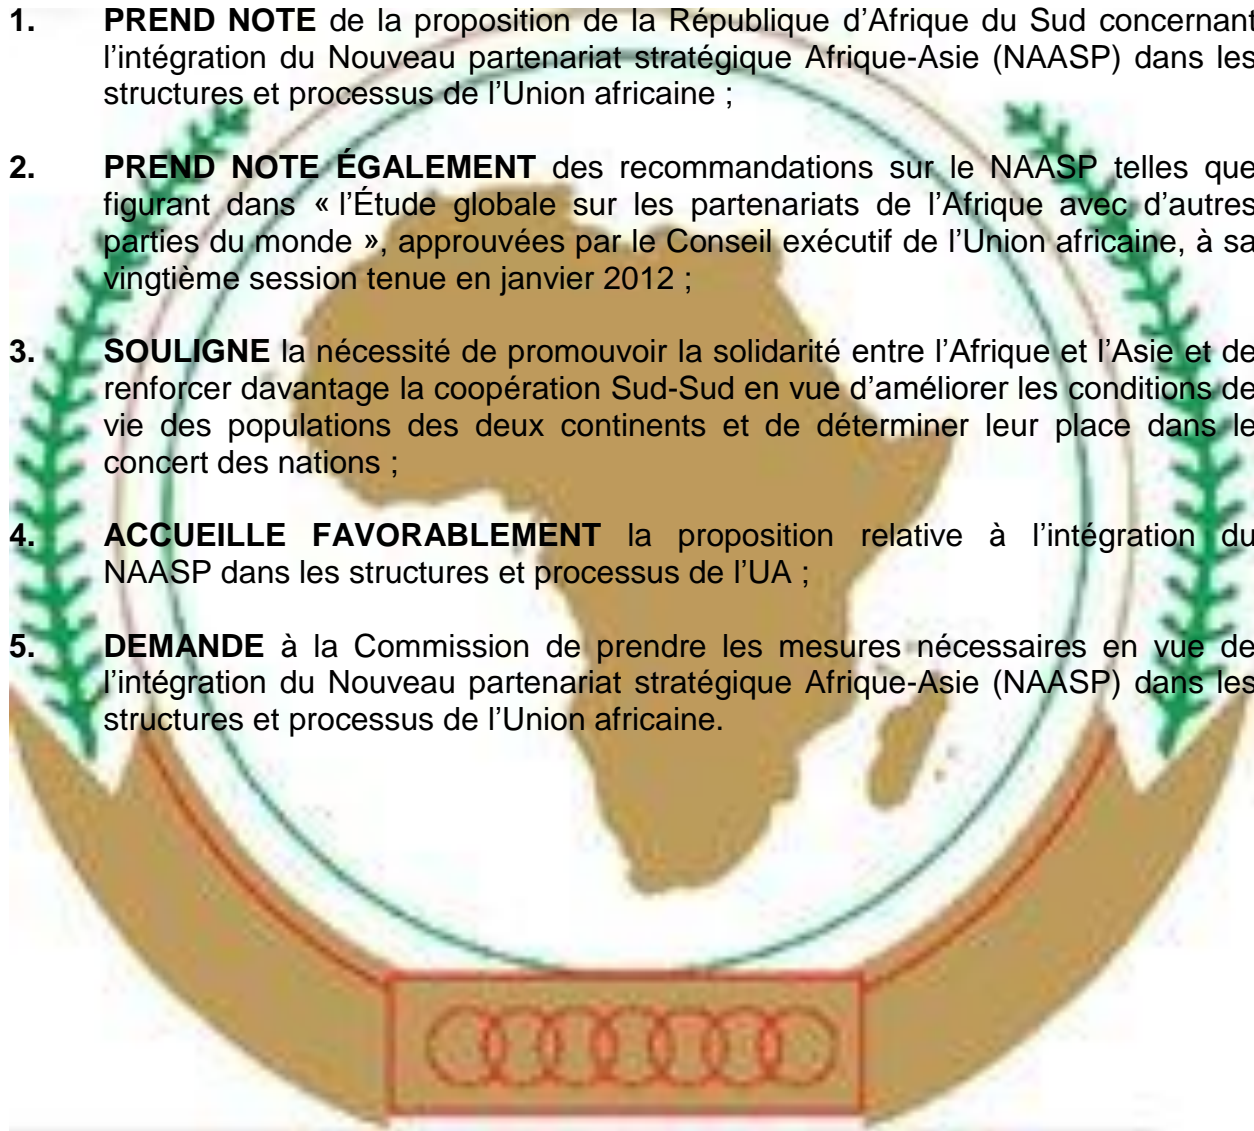 1. PREND NOTE de la proposition de la République d’Afrique du Sud concernant
l’intégration du Nouveau partenariat stratégique Afrique-Asie (NAASP) dans les
structures et processus de l’Union africaine ;
2. PREND NOTE ÉGALEMENT des recommandations sur le NAASP telles que
figurant dans « l’Étude globale sur les partenariats de l’Afrique avec d’autres
parties du monde », approuvées par le Conseil exécutif de l’Union africaine, à sa
vingtième session tenue en janvier 2012 ;
3. SOULIGNE la nécessité de promouvoir la solidarité entre l’Afrique et l’Asie et de
renforcer davantage la coopération Sud-Sud en vue d’améliorer les conditions de
vie des populations des deux continents et de déterminer leur place dans le
concert des nations ;
4. ACCUEILLE FAVORABLEMENT la proposition relative à l’intégration du
NAASP dans les structures et processus de l’UA ;
5. DEMANDE à la Commission de prendre les mesures nécessaires en vue de
l’intégration du Nouveau partenariat stratégique Afrique-Asie (NAASP) dans les
structures et processus de l’Union africaine.